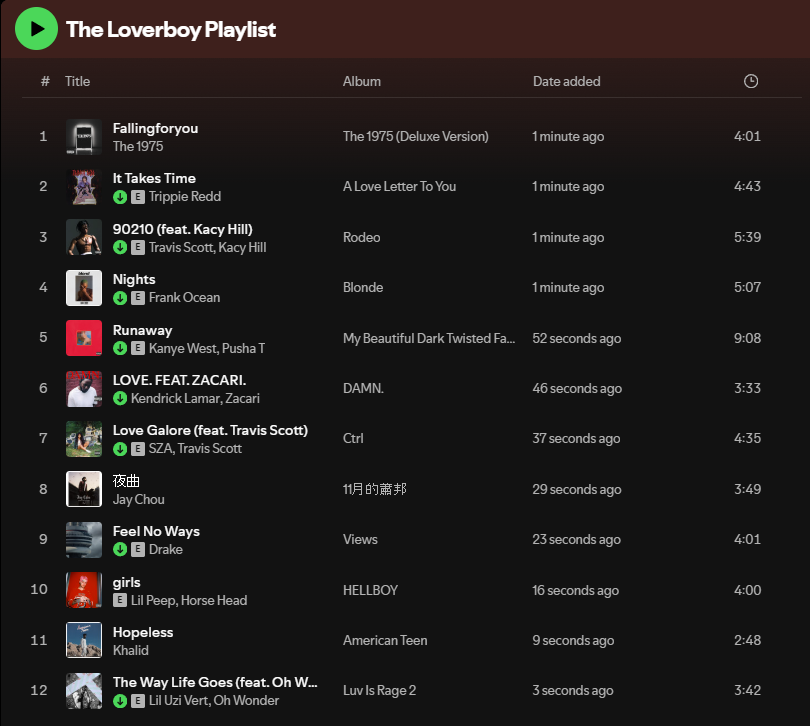 The Loverboy Playlist
# Title Album Date added
1 Fallingforyou The 1975 (Deluxe Version) 1 minute ago 4:01
The 1975
2 It Takes Time A Love Letter To You 1 minute ago 4:43
E Trippie Redd
3 90210 (feat. Kacy Hill) Rodeo 1 minute ago 5:39
E Travis Scott, Kacy Hill
4 Nights Blonde 1 minute ago 5:07
E Frank Ocean
5 Runaway My Beautiful Dark Twisted Fa... 52 seconds ago 9:08
E Kanye West, Pusha T
6 LOVE. FEAT. ZACARI. DAMN. 46 seconds ago 3:33
Kendrick Lamar, Zacari
7 Love Galore (feat. Travis Scott) Ctrl 37 seconds ago 4:35
E SZA, Travis Scott
8 夜曲 11月的蕭邦 29 seconds ago 3:49
Jay Chou
9 Feel No Ways Views 23 seconds ago 4:01
E Drake
10 girls HELLBOY 16 seconds ago 4:00
E Lil Peep, Horse Head
11 Hopeless American Teen 9 seconds ago 2:48
Khalid
12 The Way Life Goes (feat. Oh W... Luv Is Rage 2 3 seconds ago 3:42
E Lil Uzi Vert, Oh Wonder